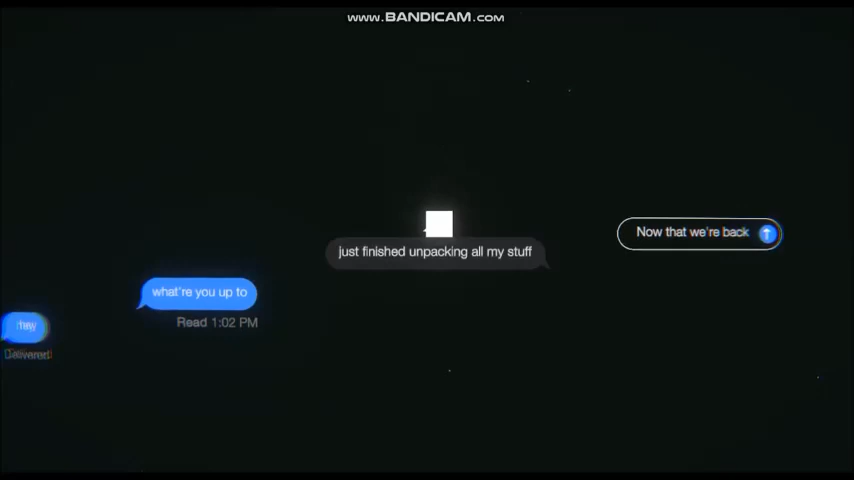 www.BANDICAM.com
Now that we're back
just finished unpacking all my stuff
what're you up to
Read 1:02 PM
hey
Delivered